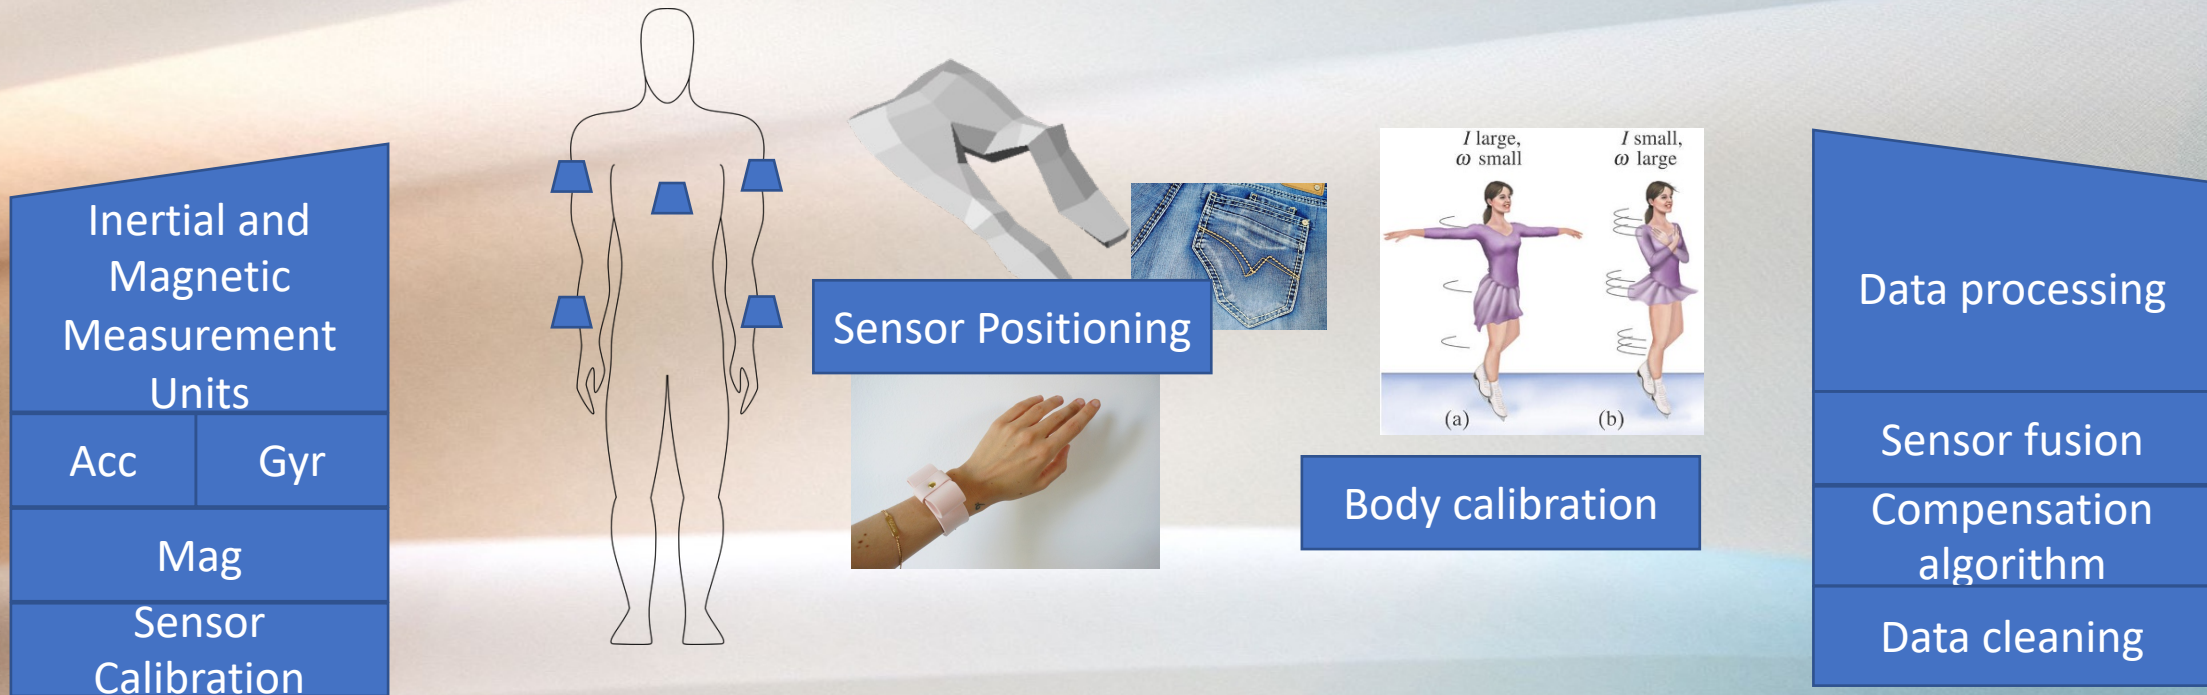 Inertial and
Magnetic
Measurement
Units
Acc
Gyr
Mag
Sensor
Calibration
Sensor Positioning
I large,
ω small
I small,
ω large
(a)
(b)
Body calibration
Data processing
Sensor fusion
Compensation
algorithm
Data cleaning